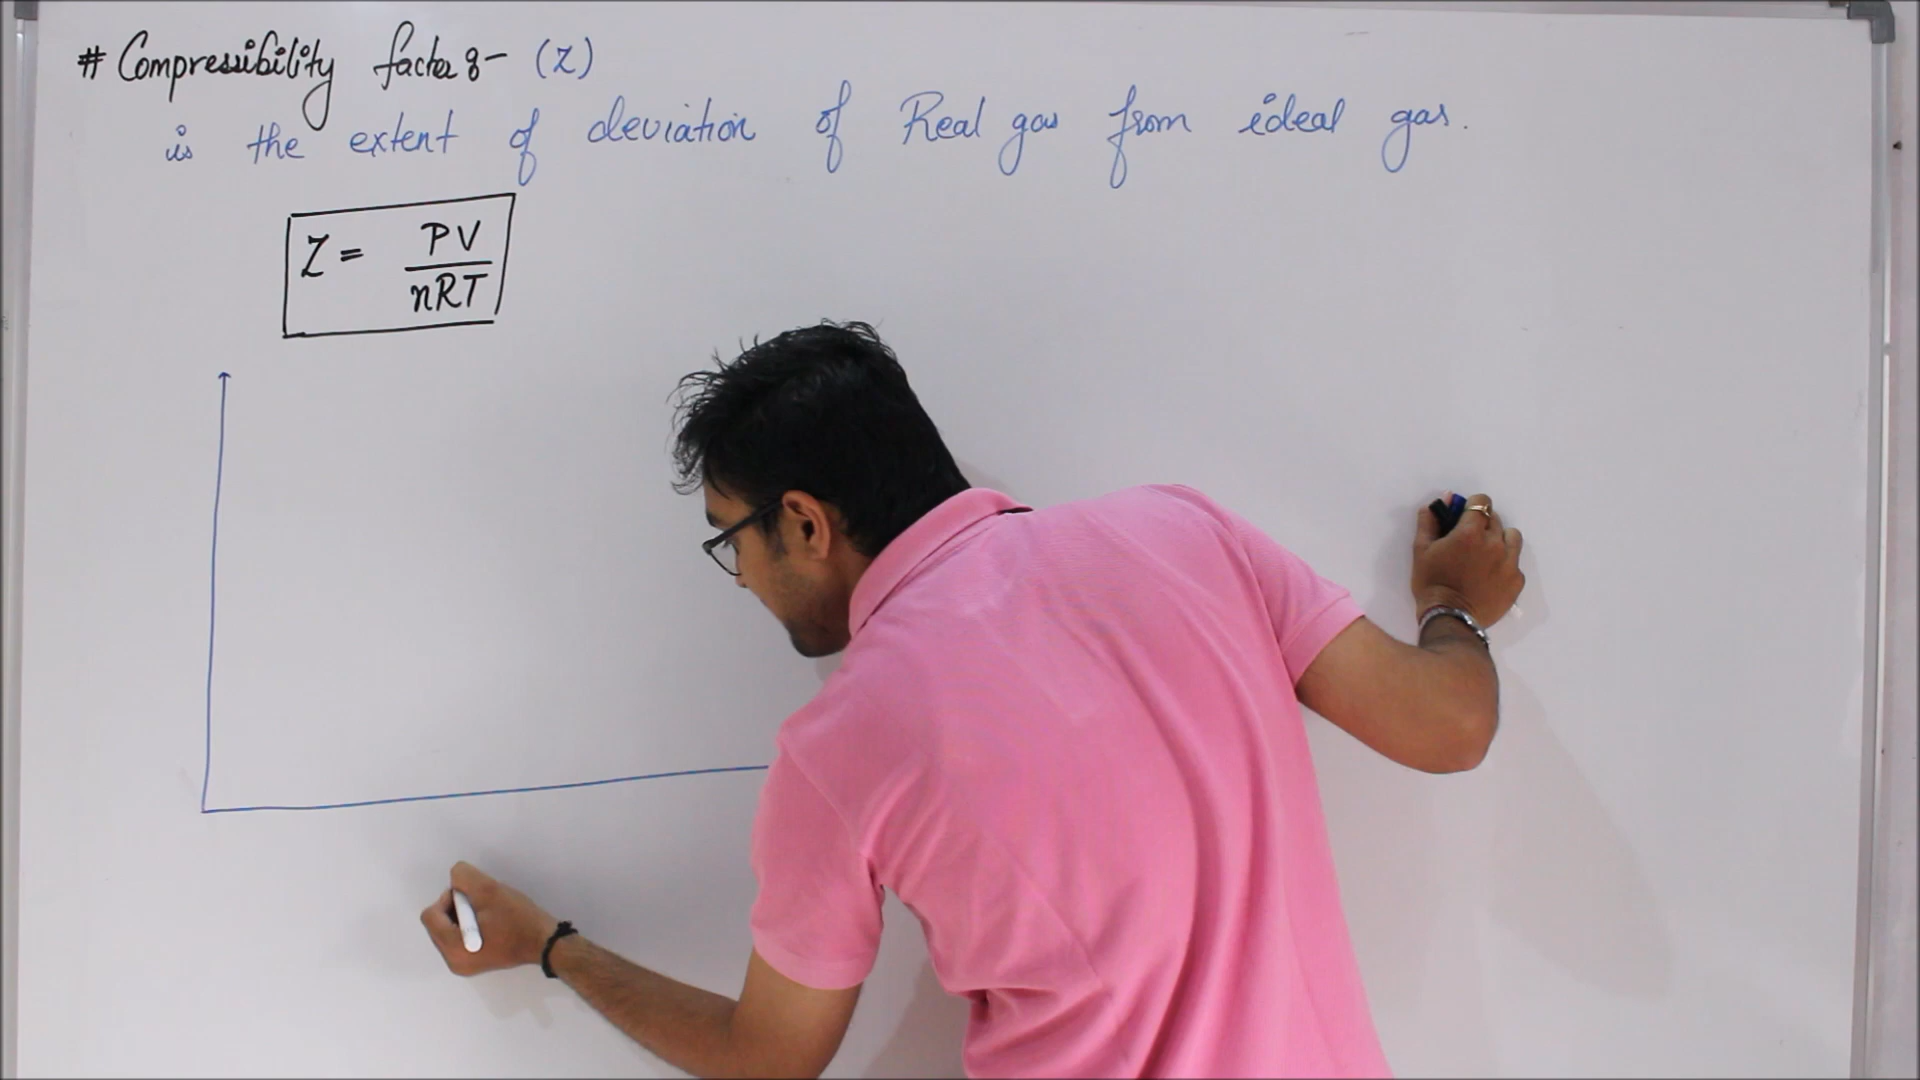 # Compressibility factor :- (Z)
is the extent of deviation of Real gas from ideal gas.
Z = PV / nRT